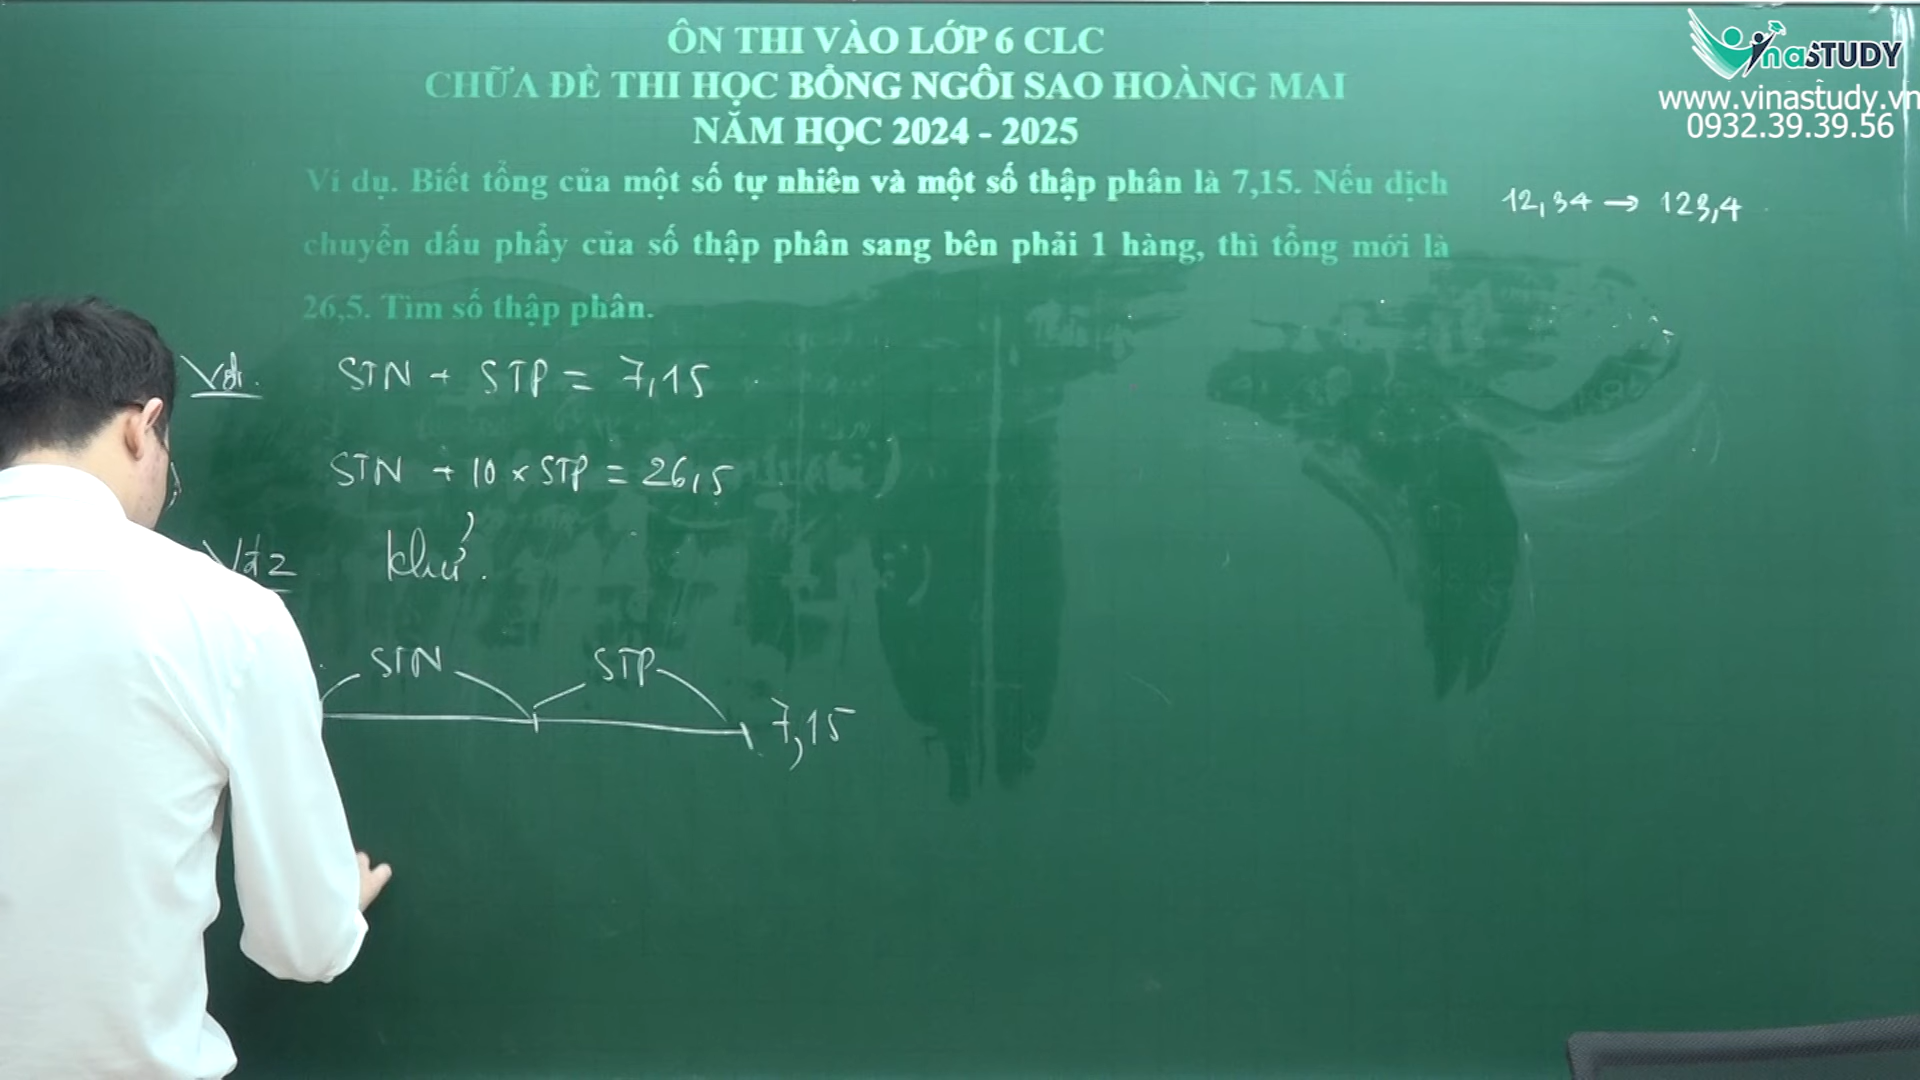 ÔN THI VÀO LỚP 6 CLC
CHỮA ĐỀ THI HỌC BỔNG NGÔI SAO HOÀNG MAI
NĂM HỌC 2024 - 2025
VinaSTUDY
www.vinastudy.vn
0932.39.39.56
Ví dụ. Biết tổng của một số tự nhiên và một số thập phân là 7,15. Nếu dịch
chuyển dấu phẩy của số thập phân sang bên phải 1 hàng, thì tổng mới là
26,5. Tìm số thập phân.
12,34 → 123,4
Vd1. STN + STP = 7,15
STN + 10 × STP = 26,5
Vd2 khử.
STN STP
7,15